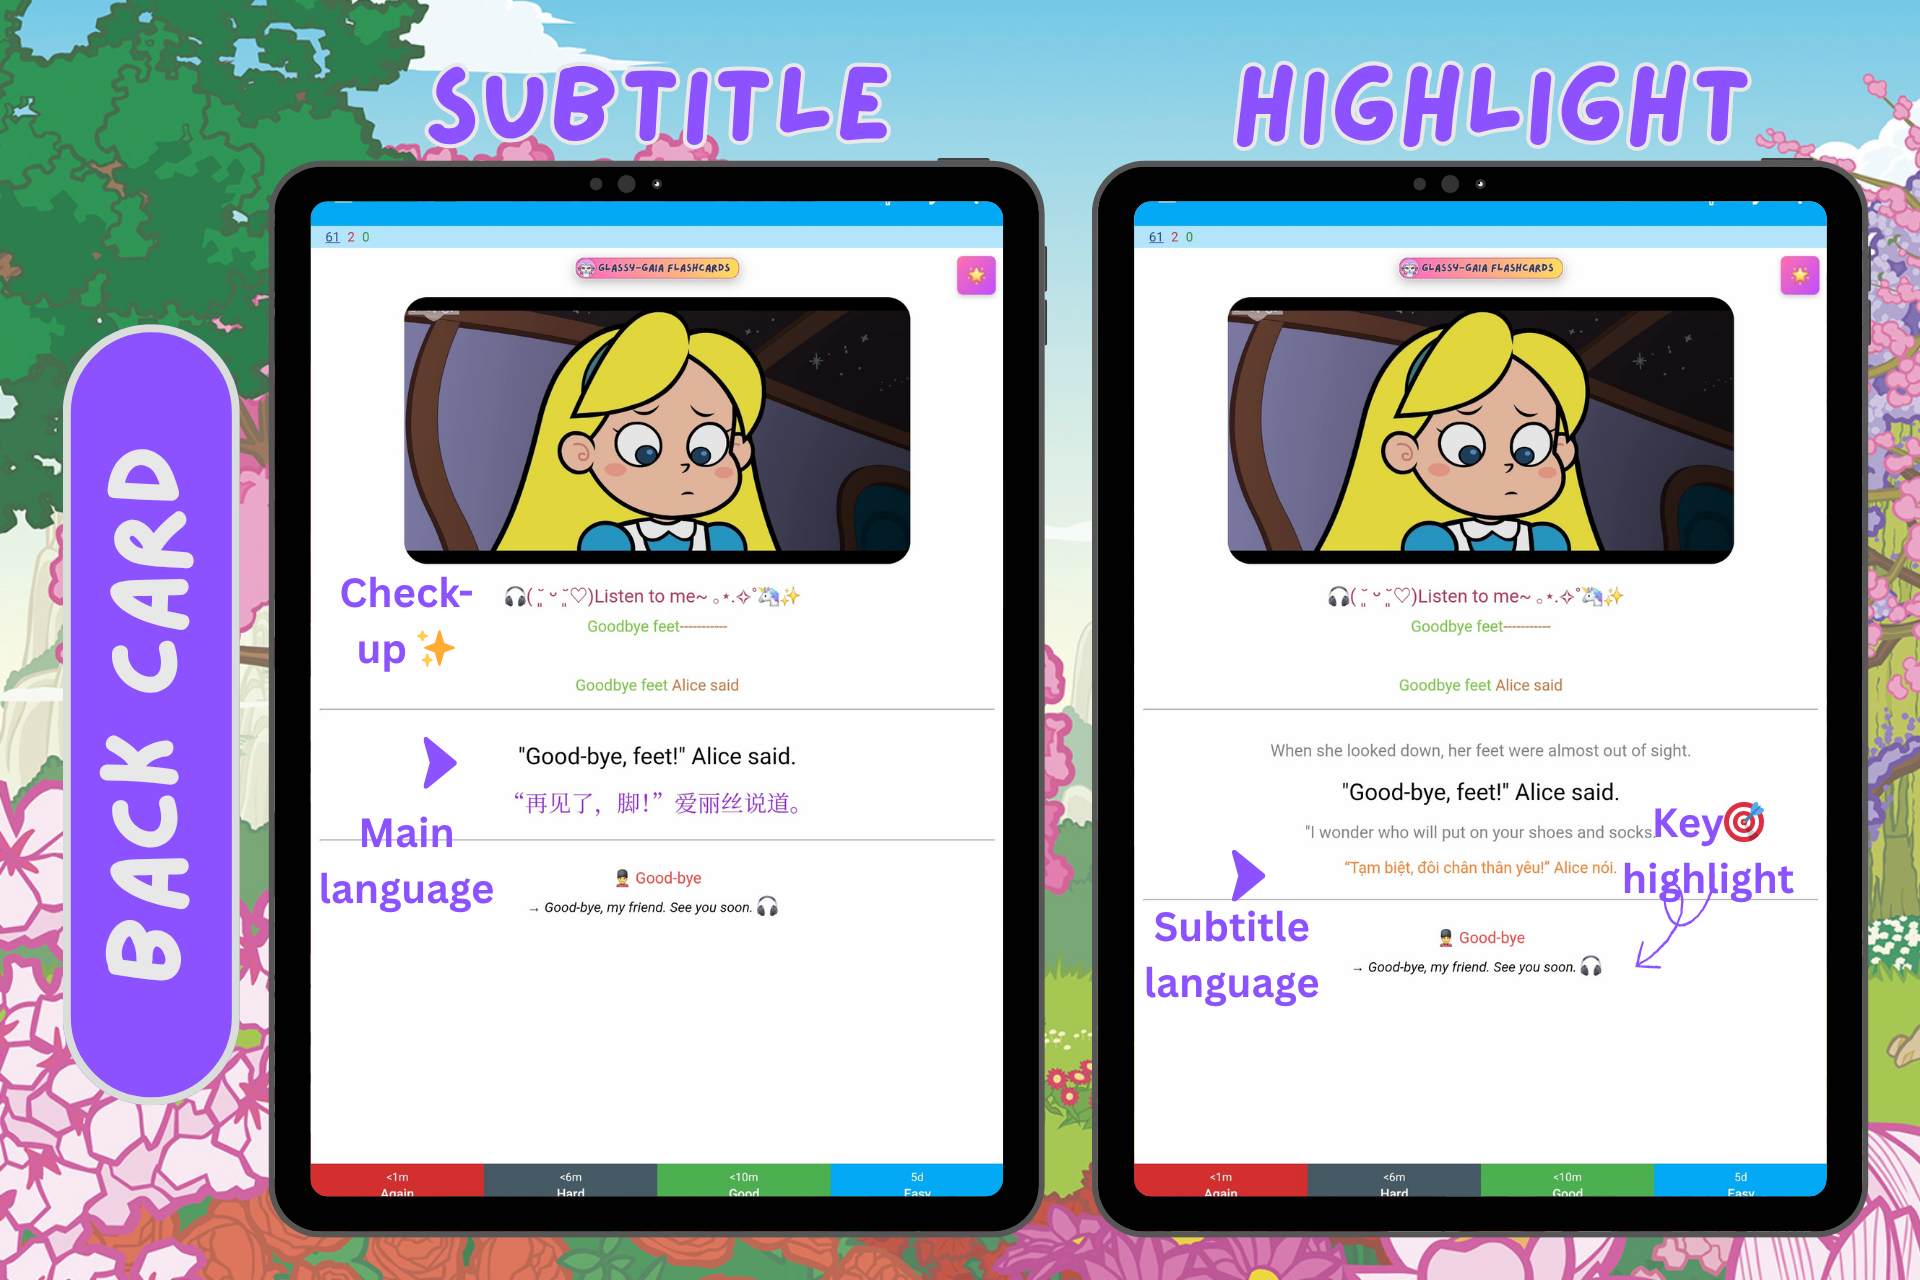 SUBTITLE
HIGHLIGHT
BACK CARD
61 2 0
GLASSY-GAIA FLASHCARDS
🎧( ˘͈ ᵕ ˘͈♡)Listen to me~ ｡⋆.✧˚🦄✨
Goodbye feet-----------
Goodbye feet Alice said
"Good-bye, feet!" Alice said.
“再见了，脚！”爱丽丝说道。
💂 Good-bye
→ Good-bye, my friend. See you soon. 🎧
Check-
up ✨
Main
language
<1m
Again
<6m
Hard
<10m
Good
5d
Easy
61 2 0
GLASSY-GAIA FLASHCARDS
🎧( ˘͈ ᵕ ˘͈♡)Listen to me~ ｡⋆.✧˚🦄✨
Goodbye feet-----------
Goodbye feet Alice said
When she looked down, her feet were almost out of sight.
"Good-bye, feet!" Alice said.
"I wonder who will put on your shoes and socks.
“Tạm biệt, đôi chân thân yêu!” Alice nói.
💂 Good-bye
→ Good-bye, my friend. See you soon. 🎧
Key🎯
highlight
Subtitle
language
<1m
Again
<6m
Hard
<10m
Good
5d
Easy